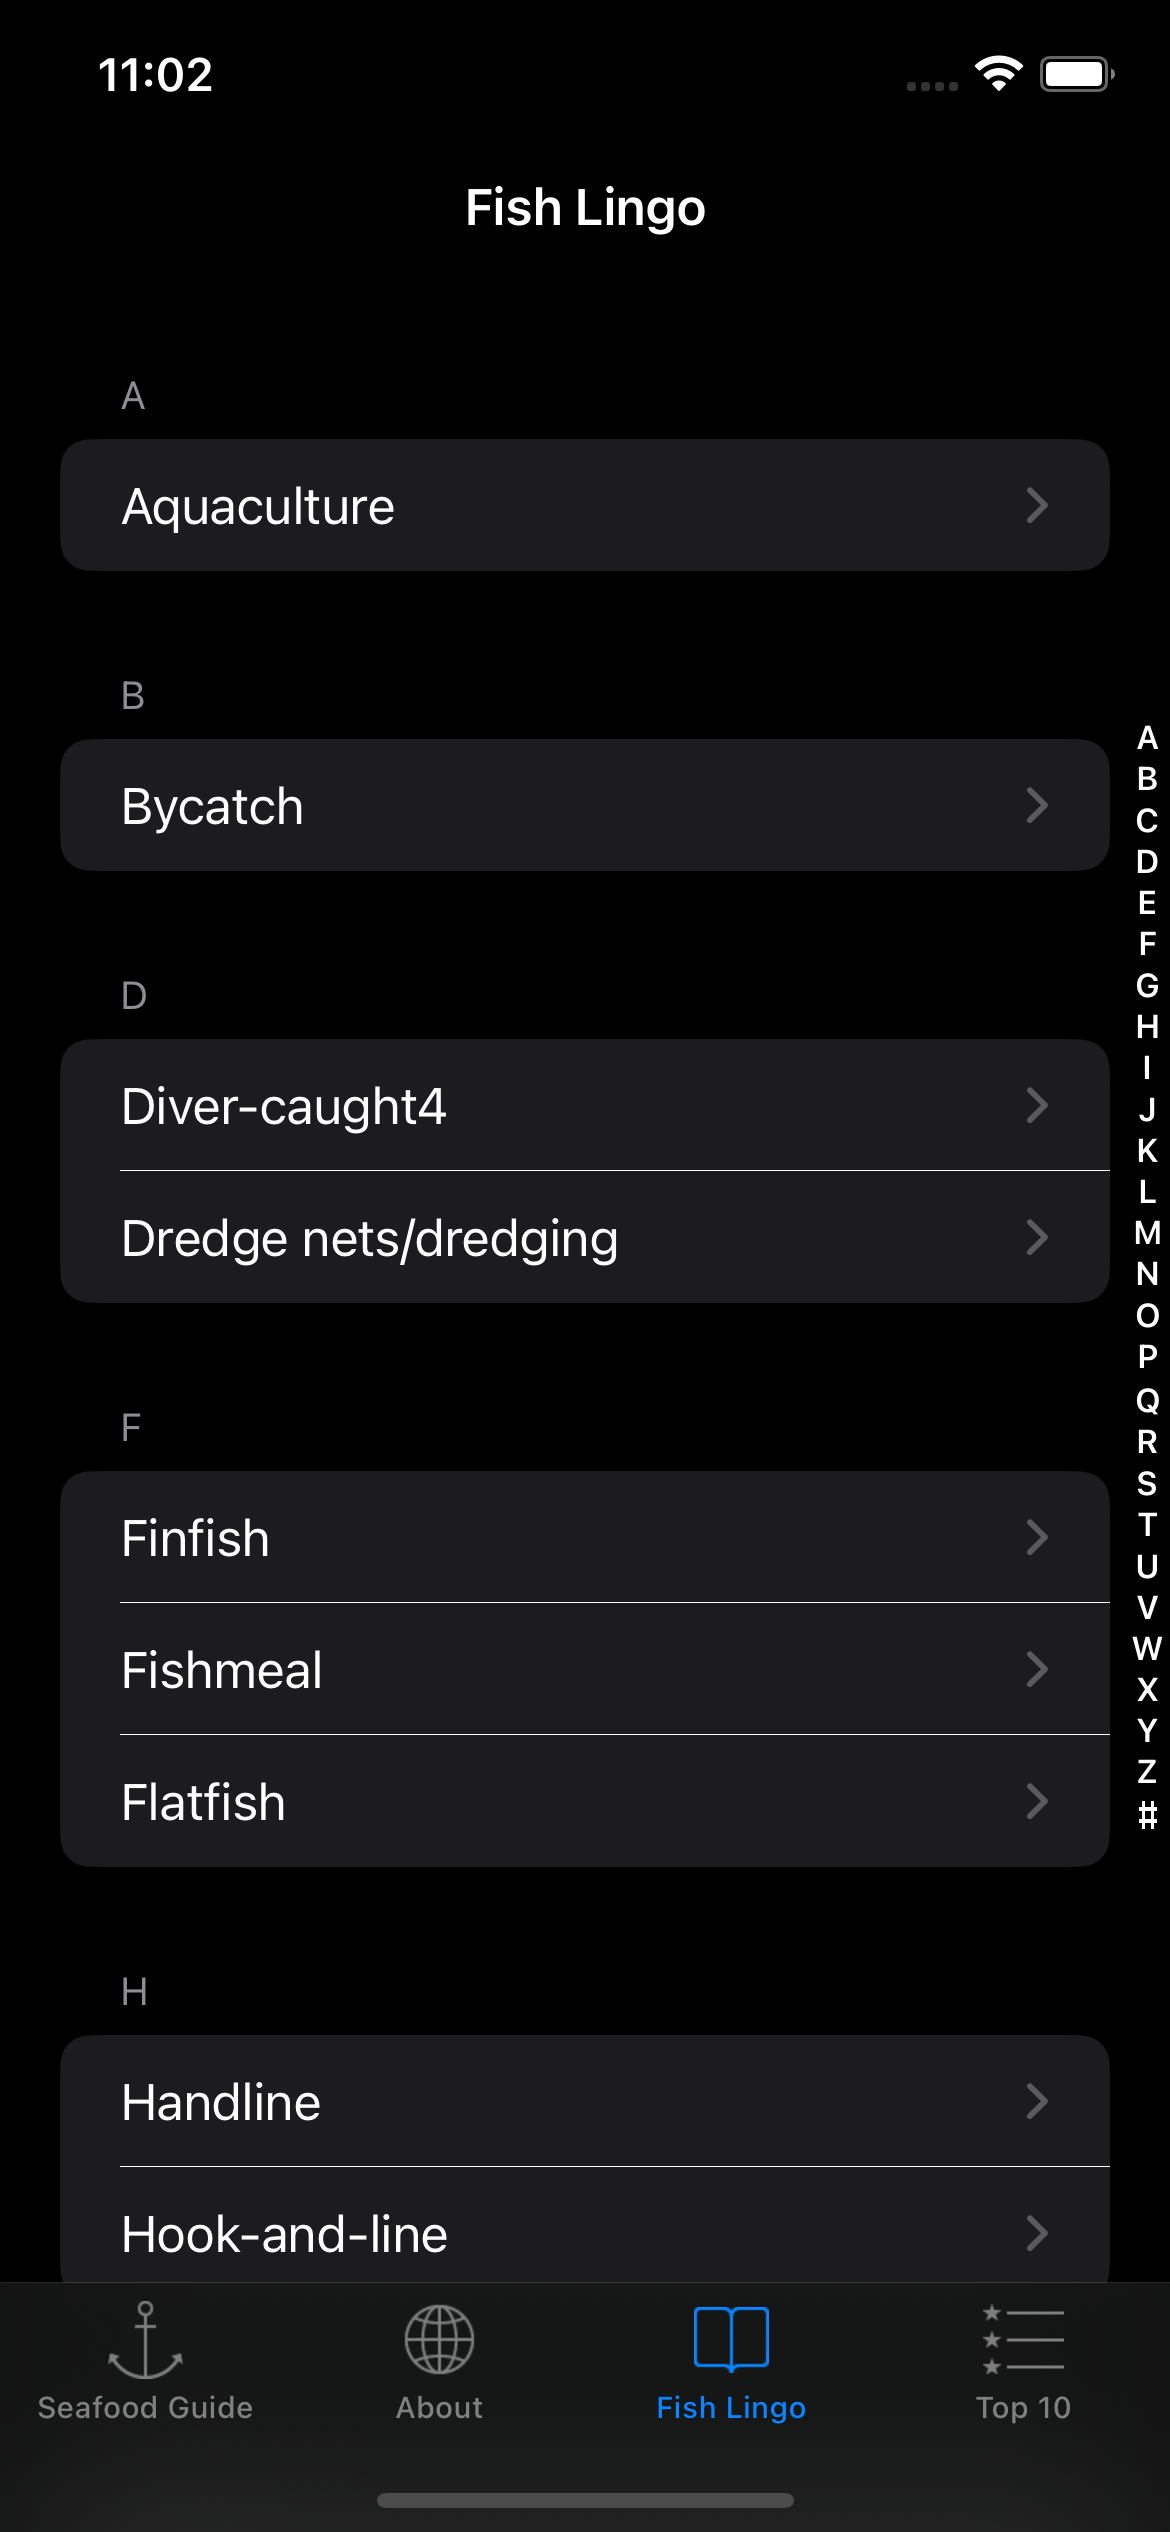 11:02
Fish Lingo
A
Aquaculture
B
Bycatch
D
Diver-caught4
Dredge nets/dredging
F
Finfish
Fishmeal
Flatfish
H
Handline
Hook-and-line
A
B
C
D
E
F
G
H
I
J
K
L
M
N
O
P
Q
R
S
T
U
V
W
X
Y
Z
#
Seafood Guide
About
Fish Lingo
Top 10